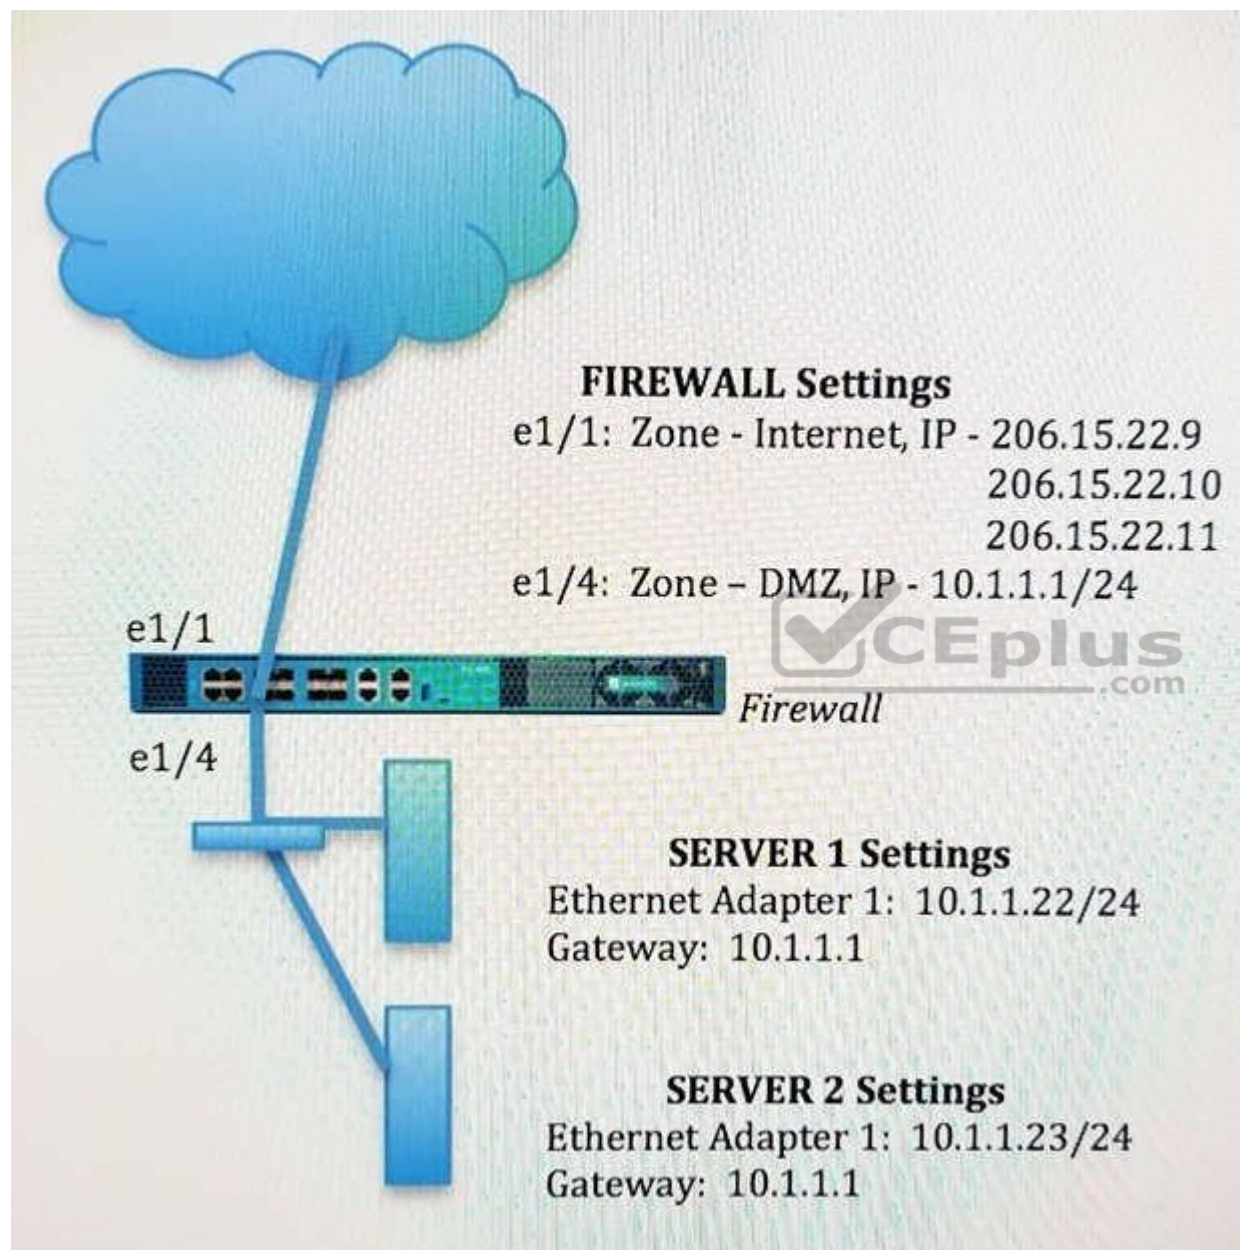 FIREWALL Settings
e1/1: Zone - Internet, IP - 206.15.22.9
206.15.22.10
206.15.22.11
e1/4: Zone – DMZ, IP - 10.1.1.1/24
CEplus
.com
e1/1
Firewall
e1/4
SERVER 1 Settings
Ethernet Adapter 1: 10.1.1.22/24
Gateway: 10.1.1.1
SERVER 2 Settings
Ethernet Adapter 1: 10.1.1.23/24
Gateway: 10.1.1.1